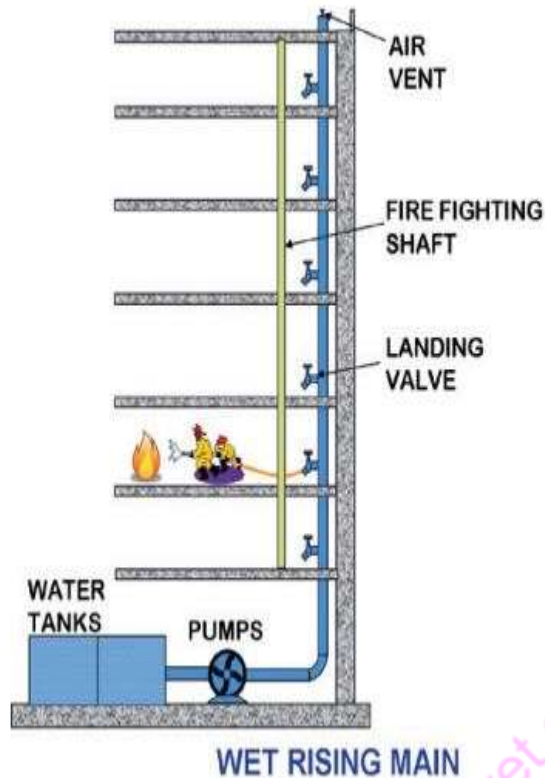 AIR
VENT
FIRE FIGHTING
SHAFT
LANDING
VALVE
WATER
TANKS
PUMPS
WET RISING MAIN